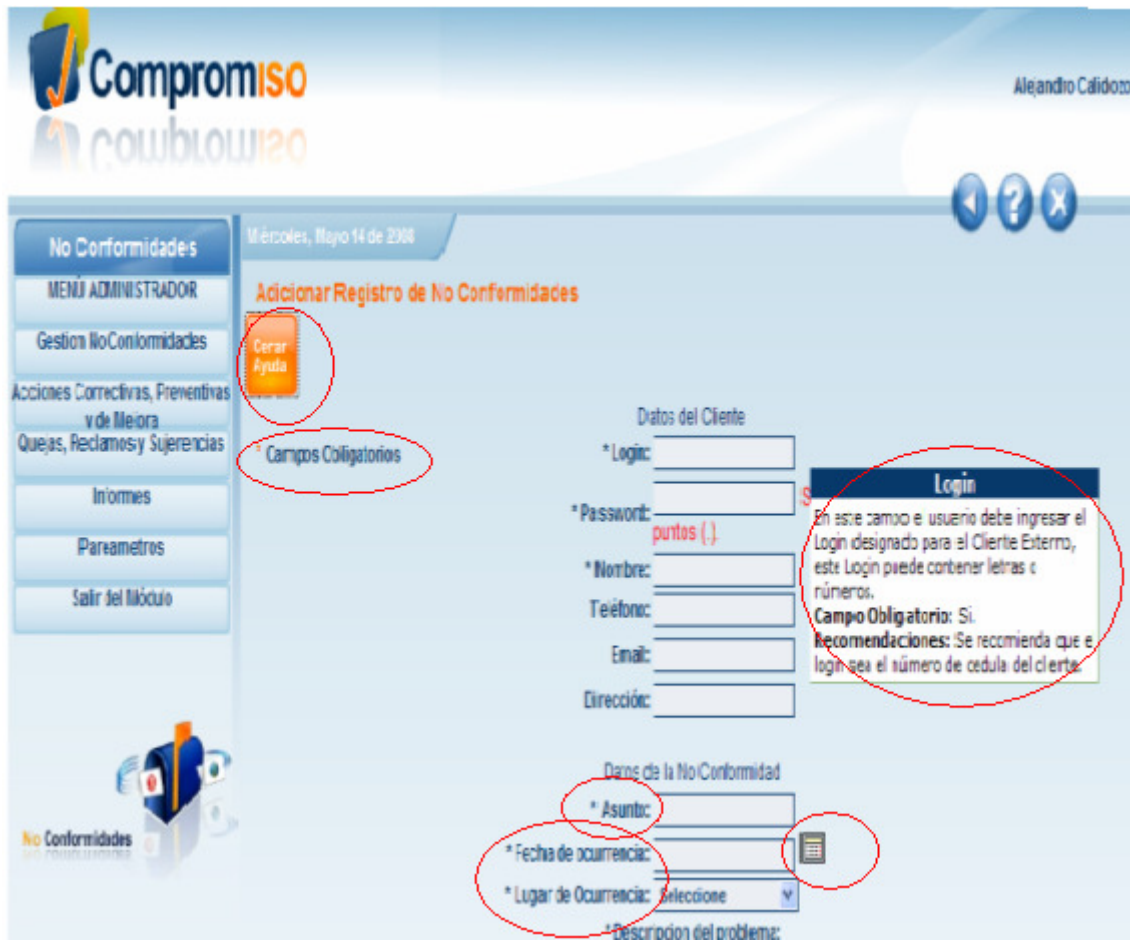 Compromiso
Alejandro Calidozo
No Conformidades
Miércoles, Mayo 14 de 2008
MENÚ ADMINISTRADOR
Adicionar Registro de No Conformidades
Gestion NoConformidades
Cerrar
Ayuda
Acciones Correctivas, Preventivas
y de Mejora
Quejas, Reclamos y Sujerencias
Informes
Pareametros
Salir del Módulo
* Campos Obligatorios
Datos del Cliente
* Login:
* Password:
puntos (.).
* Nombre:
Teléfono:
Email:
Dirección:
Login
En este campo el usuario debe ingresar el
Login designado para el Cliente Externo,
este Login puede contener letras o
números.
Campo Obligatorio: Si.
Recomendaciones: Se recomienda que e
login sea el número de cedula del cliente.
Datos de la No Conformidad
* Asunto:
* Fecha de ocurrencia:
* Lugar de Ocurrencia: Seleccione
* Descripcion del problema:
No Conformidades